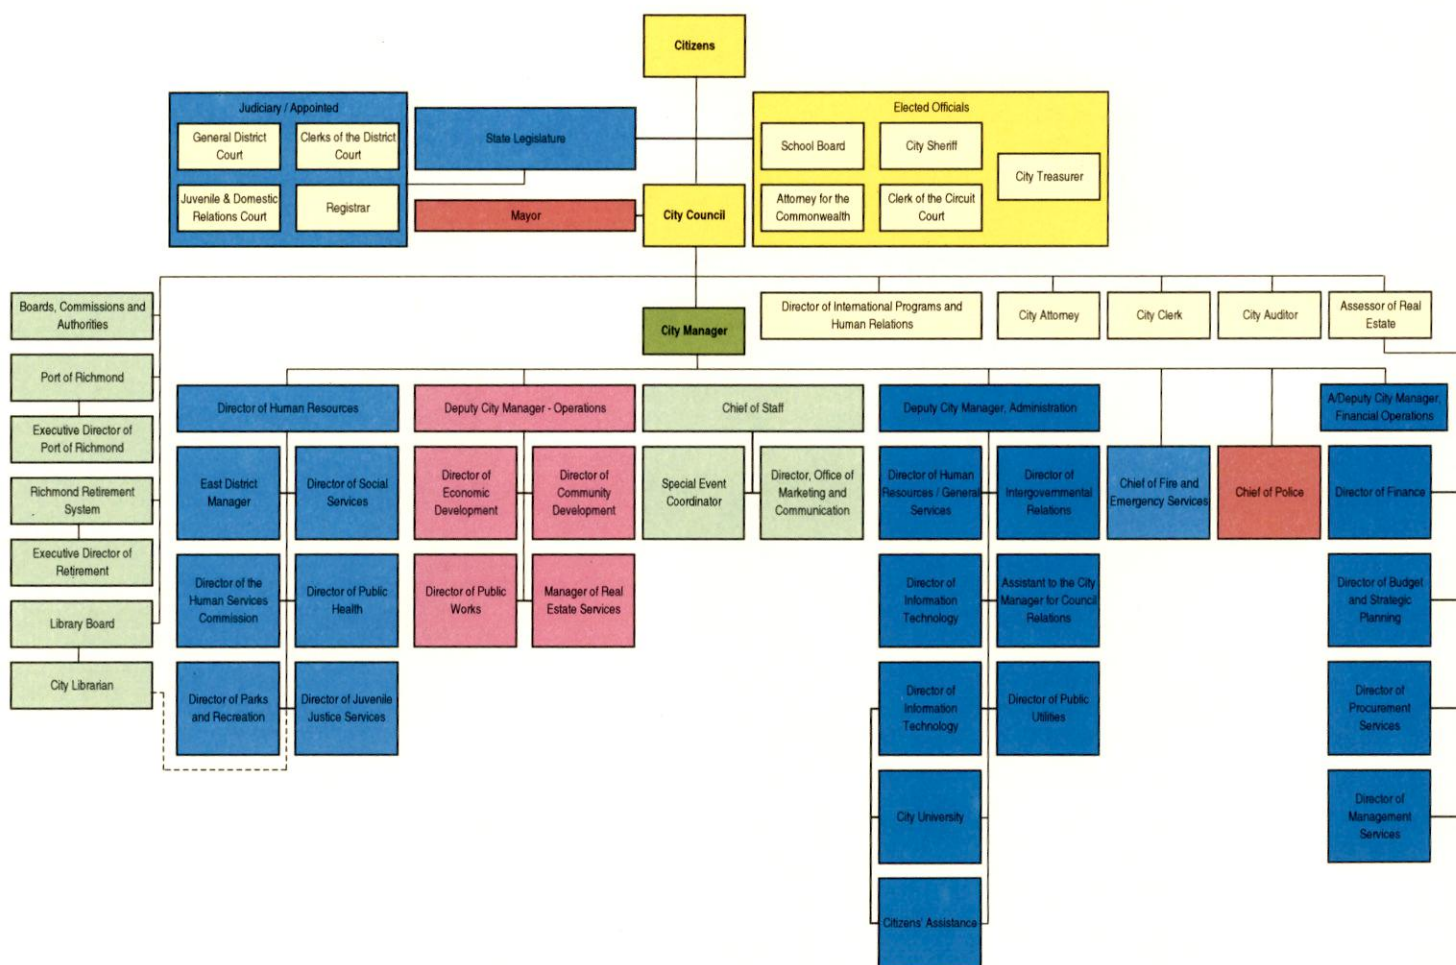 Citizens
Judiciary / Appointed
General District
Court
Clerks of the District
Court
Juvenile & Domestic
Relations Court
Registrar
State Legislature
Mayor
City Council
Elected Officials
School Board
City Sheriff
City Treasurer
Attorney for the
Commonwealth
Clerk of the Circuit
Court
Boards, Commissions and
Authorities
Port of Richmond
Executive Director of
Port of Richmond
Richmond Retirement
System
Executive Director of
Retirement
Library Board
City Librarian
City Manager
Director of International Programs and
Human Relations
City Attorney
City Clerk
City Auditor
Assessor of Real
Estate
Director of Human Resources
East District
Manager
Director of Social
Services
Director of the
Human Services
Commission
Director of Public
Health
Director of Parks
and Recreation
Director of Juvenile
Justice Services
Deputy City Manager - Operations
Director of
Economic
Development
Director of
Community
Development
Director of Public
Works
Manager of Real
Estate Services
Chief of Staff
Special Event
Coordinator
Director, Office of
Marketing and
Communication
Deputy City Manager, Administration
Director of Human
Resources / General
Services
Director of
Intergovernmental
Relations
Director of
Information
Technology
Assistant to the City
Manager for Council
Relations
Director of
Information
Technology
Director of Public
Utilities
City University
Citizens' Assistance
Chief of Fire and
Emergency Services
Chief of Police
A/Deputy City Manager,
Financial Operations
Director of Finance
Director of Budget
and Strategic
Planning
Director of
Procurement
Services
Director of
Management
Services